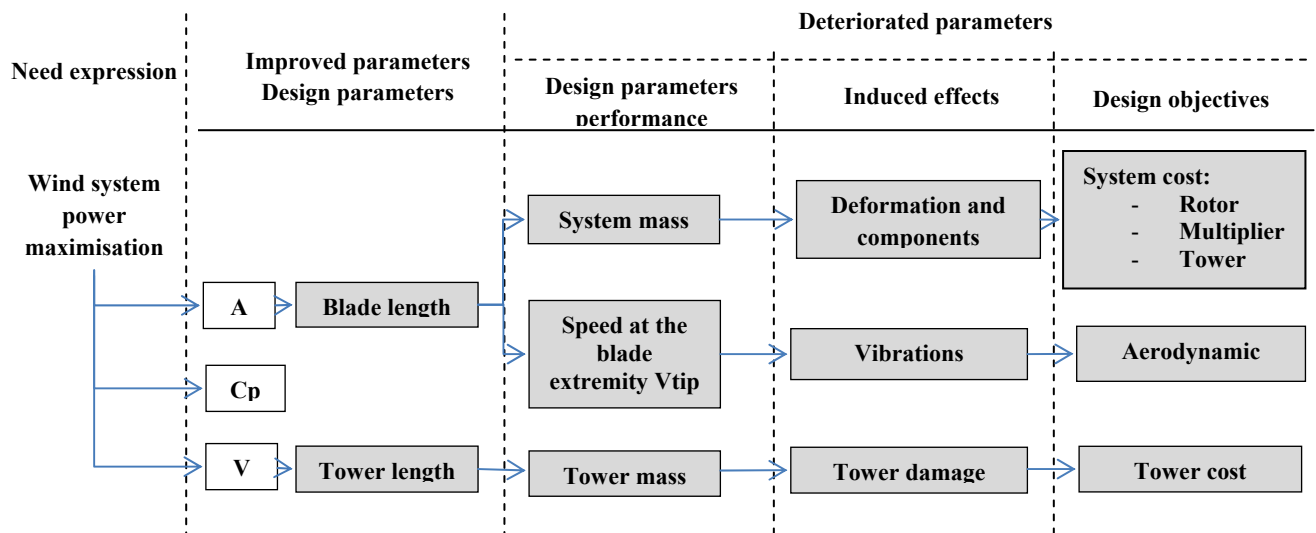 Deteriorated parameters
Need expression
Improved parameters
Design parameters
Design parameters
performance
Induced effects
Design objectives
Wind system
power
maximisation
System mass
Deformation and
components
System cost:
- Rotor
- Multiplier
- Tower
A
Blade length
Speed at the
blade
extremity Vtip
Vibrations
Aerodynamic
Cp
V
Tower length
Tower mass
Tower damage
Tower cost